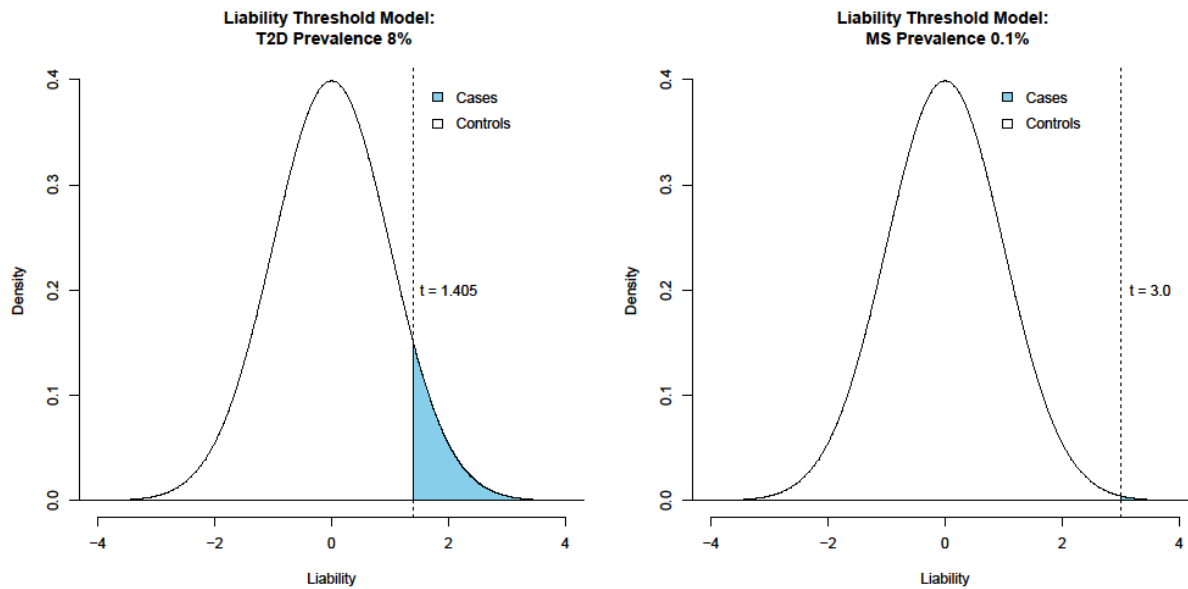 Liability Threshold Model:
T2D Prevalence 8%
Cases
Controls
t = 1.405
Density
0.0
0.1
0.2
0.3
0.4
−4
−2
0
2
4
Liability
Liability Threshold Model:
MS Prevalence 0.1%
Cases
Controls
t = 3.0
Density
0.0
0.1
0.2
0.3
0.4
−4
−2
0
2
4
Liability